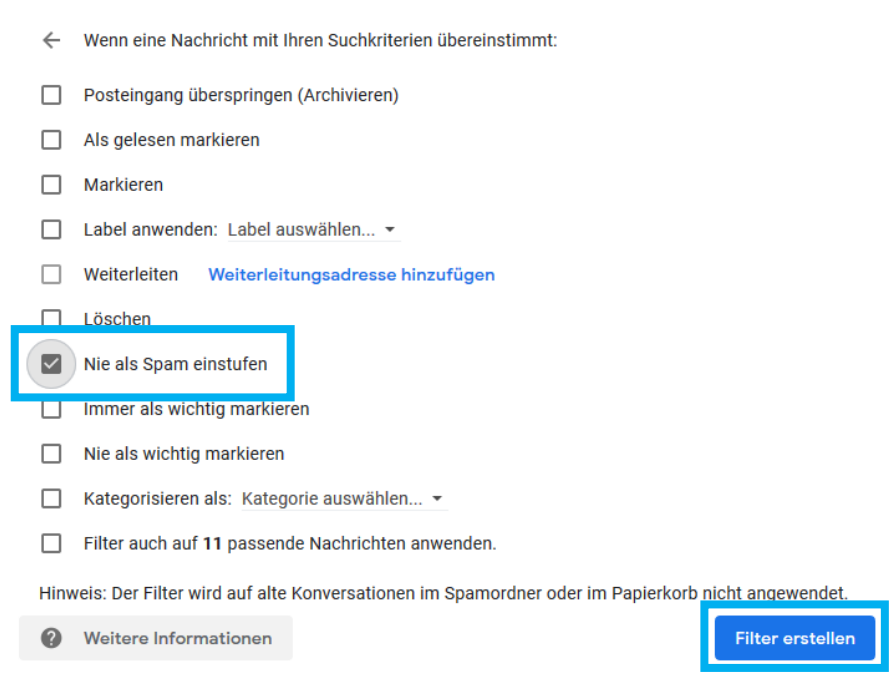 Wenn eine Nachricht mit Ihren Suchkriterien übereinstimmt:
Posteingang überspringen (Archivieren)
Als gelesen markieren
Markieren
Label anwenden: Label auswählen...
Weiterleiten Weiterleitungsadresse hinzufügen
Löschen
Nie als Spam einstufen
Immer als wichtig markieren
Nie als wichtig markieren
Kategorisieren als: Kategorie auswählen...
Filter auch auf 11 passende Nachrichten anwenden.
Hinweis: Der Filter wird auf alte Konversationen im Spamordner oder im Papierkorb nicht angewendet.
Weitere Informationen Filter erstellen